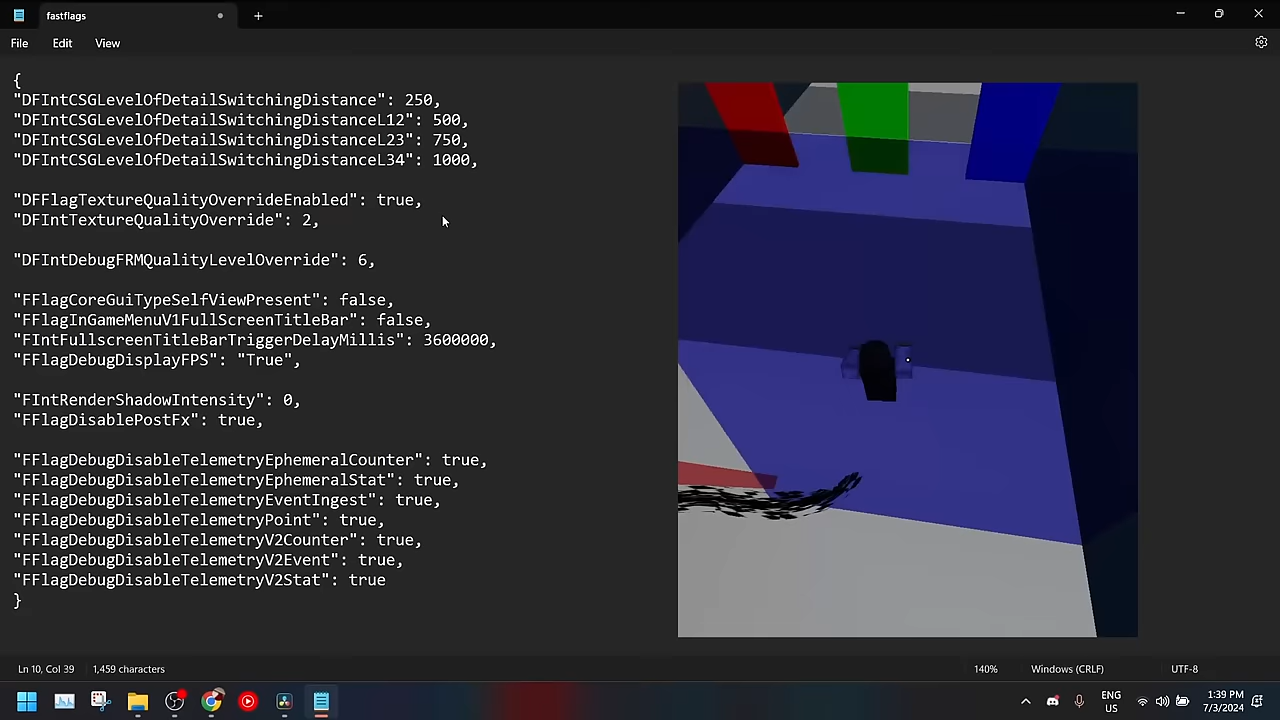 fastflags
File Edit View
{
"DFIntCSGLevelOfDetailSwitchingDistance": 250,
"DFIntCSGLevelOfDetailSwitchingDistanceL12": 500,
"DFIntCSGLevelOfDetailSwitchingDistanceL23": 750,
"DFIntCSGLevelOfDetailSwitchingDistanceL34": 1000,
"DFFlagTextureQualityOverrideEnabled": true,
"DFIntTextureQualityOverride": 2,
"DFIntDebugFRMQualityLevelOverride": 6,
"FFlagCoreGuiTypeSelfViewPresent": false,
"FFlagInGameMenuV1FullScreenTitleBar": false,
"FIntFullscreenTitleBarTriggerDelayMillis": 3600000,
"FFlagDebugDisplayFPS": "True",
"FIntRenderShadowIntensity": 0,
"FFlagDisablePostFx": true,
"FFlagDebugDisableTelemetryEphemeralCounter": true,
"FFlagDebugDisableTelemetryEphemeralStat": true,
"FFlagDebugDisableTelemetryEventIngest": true,
"FFlagDebugDisableTelemetryPoint": true,
"FFlagDebugDisableTelemetryV2Counter": true,
"FFlagDebugDisableTelemetryV2Event": true,
"FFlagDebugDisableTelemetryV2Stat": true
}
Ln 10, Col 39 1,459 characters 140% Windows (CRLF) UTF-8
ENG 1:39 PM
US 7/3/2024